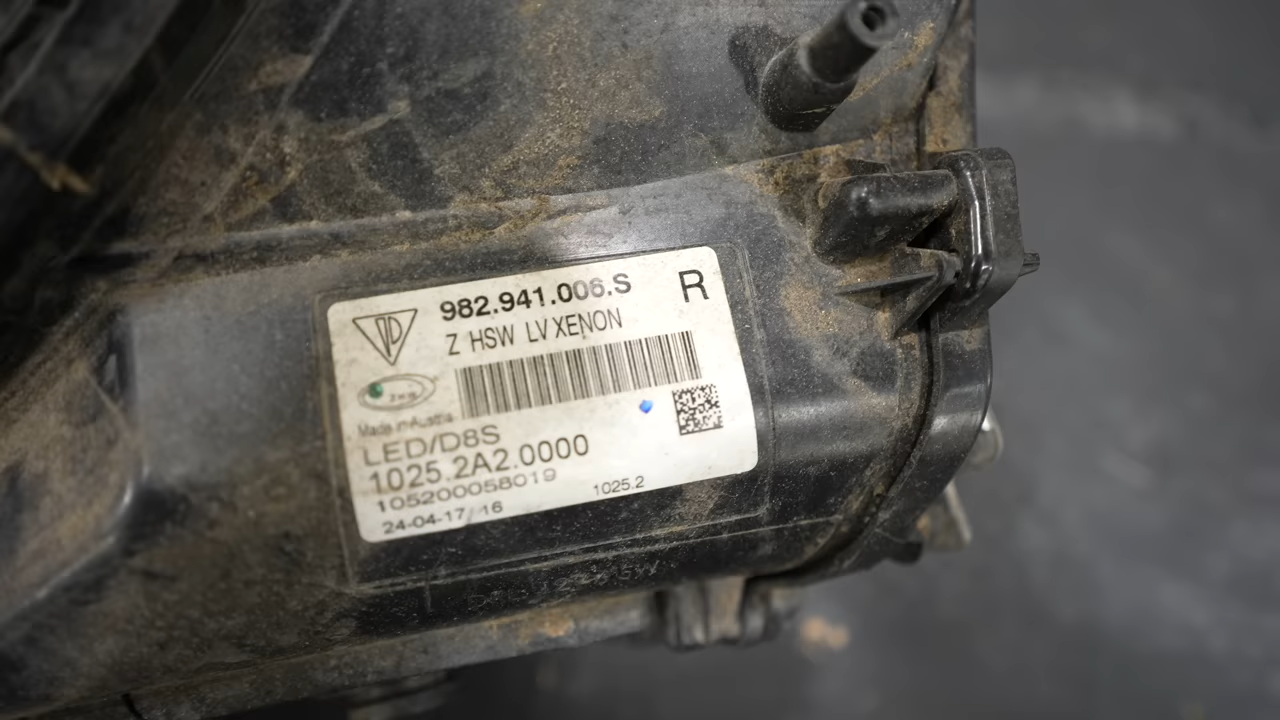 982.941.006.S
R
Z HSW LV XENON
ZKW
Made in Austria
LED/D8S
1025.2A2.0000
105200058019
1025.2
24-04-17/16